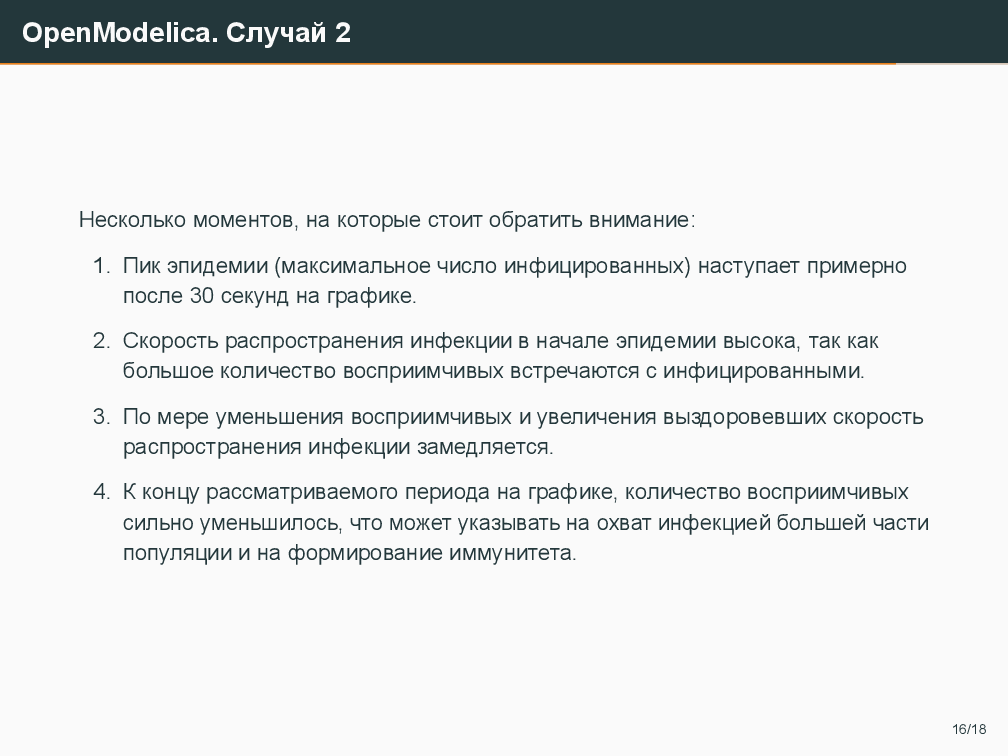 OpenModelica. Случай 2
Несколько моментов, на которые стоит обратить внимание:
1. Пик эпидемии (максимальное число инфицированных) наступает примерно
после 30 секунд на графике.
2. Скорость распространения инфекции в начале эпидемии высока, так как
большое количество восприимчивых встречаются с инфицированными.
3. По мере уменьшения восприимчивых и увеличения выздоровевших скорость
распространения инфекции замедляется.
4. К концу рассматриваемого периода на графике, количество восприимчивых
сильно уменьшилось, что может указывать на охват инфекцией большей части
популяции и на формирование иммунитета.
16/18